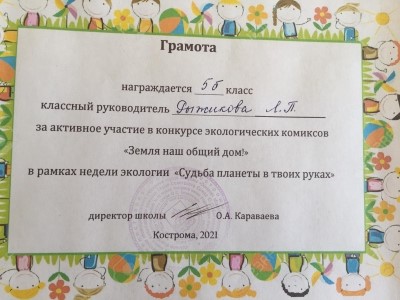 Грамота
награждается 5б класс
классный руководитель Рыжикова Л.П.
за активное участие в конкурсе экологических комиксов
«Земля наш общий дом!»
в рамках недели экологии «Судьба планеты в твоих руках»
директор школы О.А. Караваева
Кострома, 2021